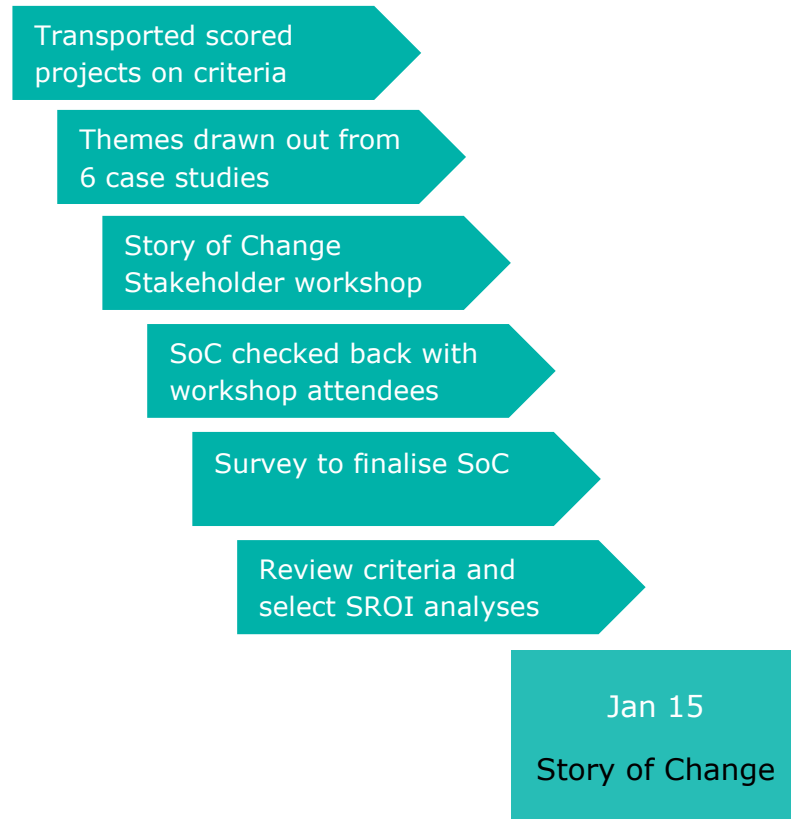 Transported scored
projects on criteria
Themes drawn out from
6 case studies
Story of Change
Stakeholder workshop
SoC checked back with
workshop attendees
Survey to finalise SoC
Review criteria and
select SROI analyses
Jan 15
Story of Change